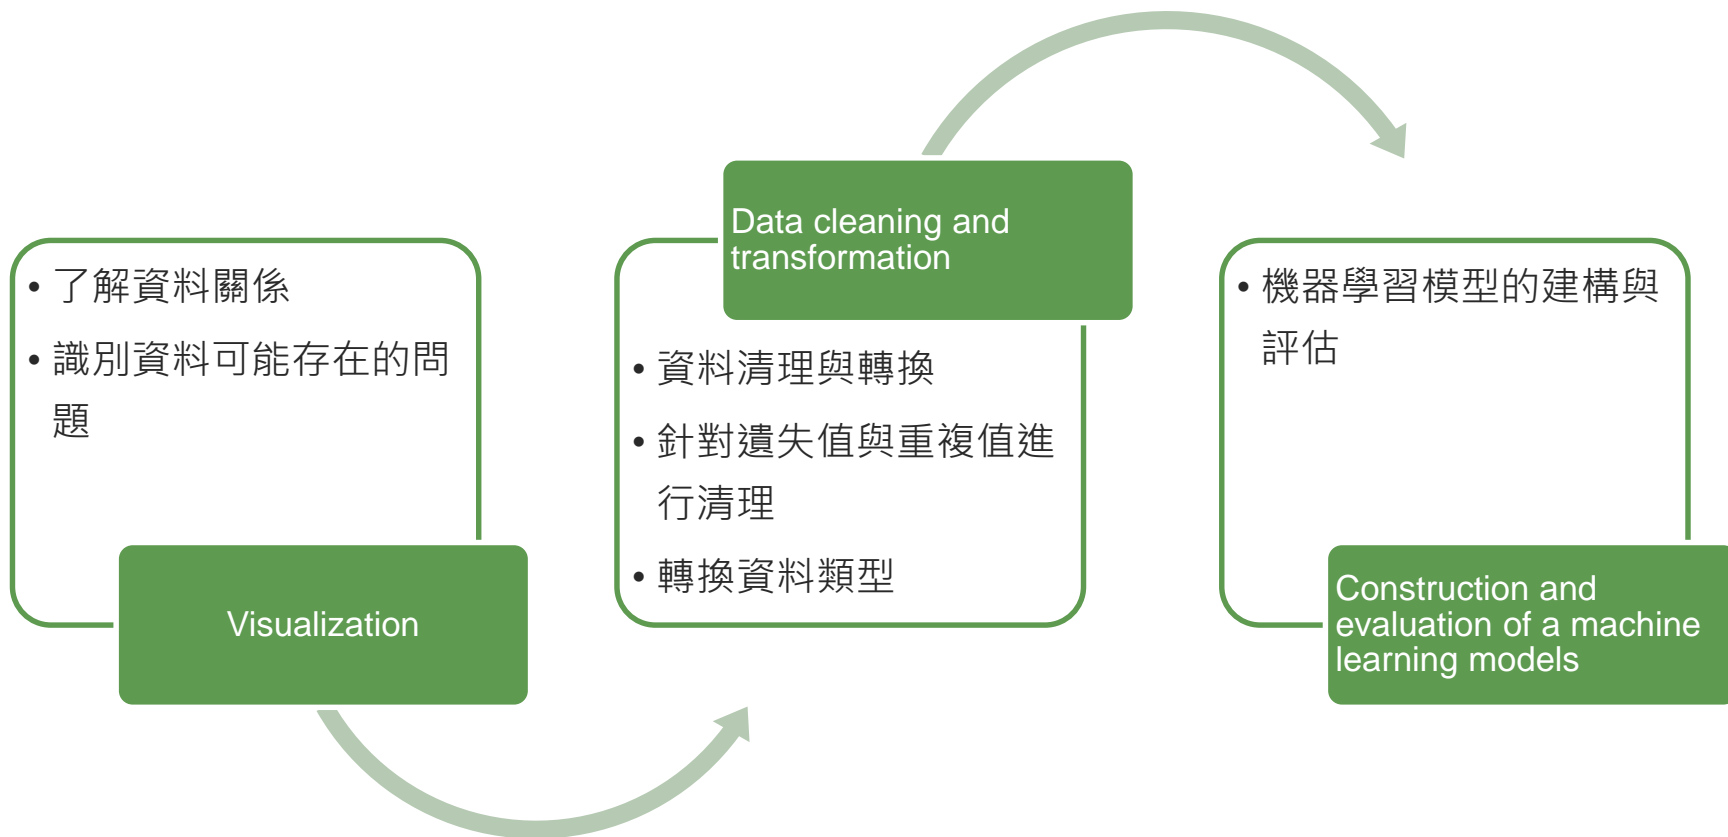 • 了解資料關係
• 識別資料可能存在的問
題
Visualization
Data cleaning and
transformation
• 資料清理與轉換
• 針對遺失值與重複值進
行清理
• 轉換資料類型
• 機器學習模型的建構與
評估
Construction and
evaluation of a machine
learning models